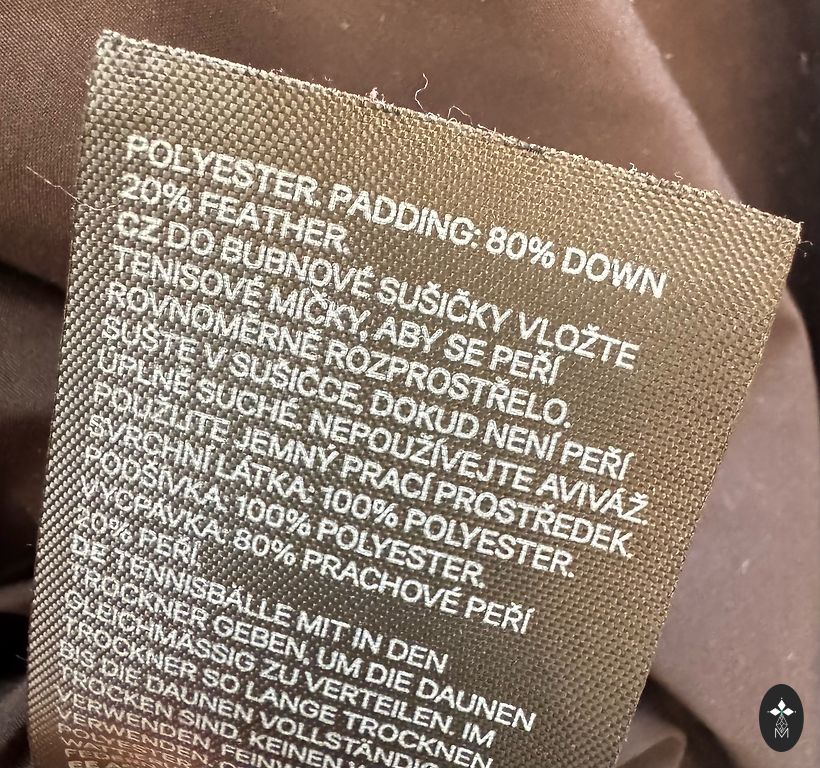 POLYESTER. PADDING: 80% DOWN
20% FEATHER.
CZ DO BUBNOVÉ SUŠIČKY VLOŽTE
TENISOVÉ MÍČKY, ABY SE PEŘÍ
ROVNOMĚRNĚ ROZPROSTŘELO.
SUŠTE V SUŠIČCE, DOKUD NENÍ PEŘÍ
ÚPLNĚ SUCHÉ. NEPOUŽÍVEJTE AVIVÁŽ.
POUŽIJTE JEMNÝ PRACÍ PROSTŘEDEK.
SVRCHNÍ LÁTKA: 100% POLYESTER.
PODŠÍVKA: 100% POLYESTER.
VYCPÁVKA: 80% PRACHOVÉ PEŘÍ
20% PEŘÍ
DE TENNISBÄLLE MIT IN DEN
TROCKNER GEBEN, UM DIE DAUNEN
GLEICHMÄSSIG ZU VERTEILEN. IM
TROCKNER SO LANGE TROCKNEN
BIS DIE DAUNEN VOLLSTÄNDIG
TROCKEN SIND. KEINEN
VERWENDEN.